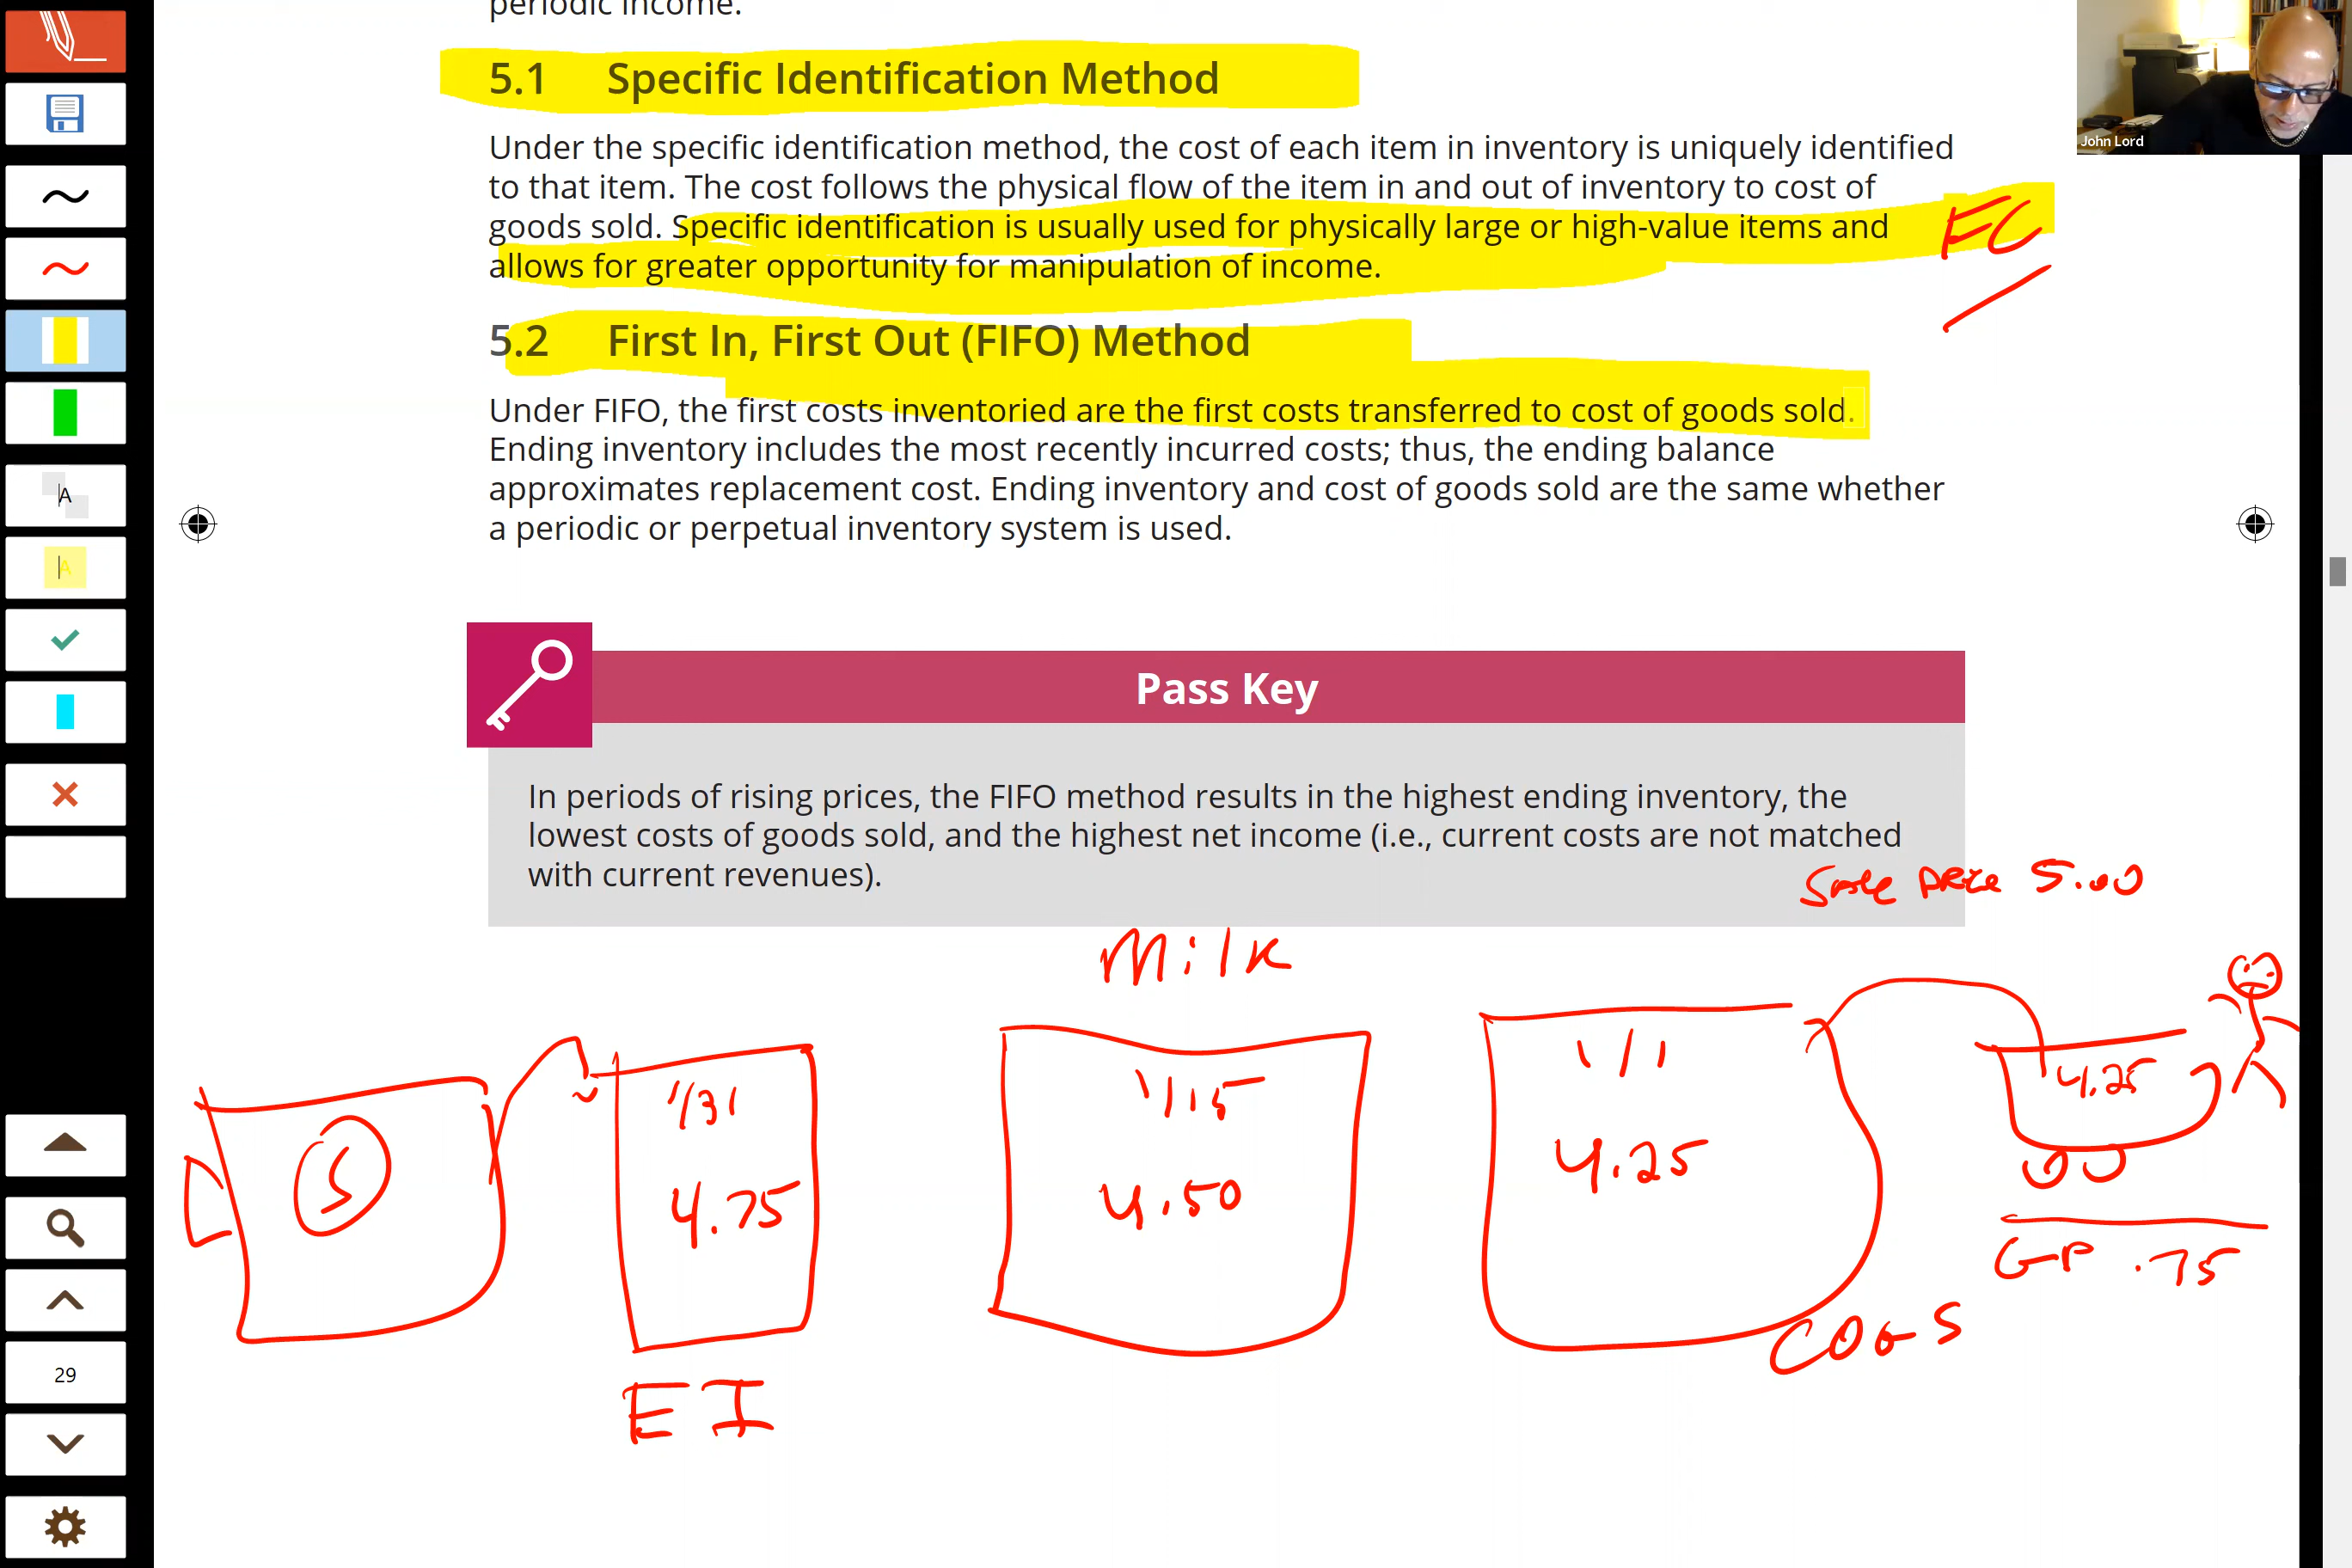 periodic income.
5.1 Specific Identification Method
Under the specific identification method, the cost of each item in inventory is uniquely identified
to that item. The cost follows the physical flow of the item in and out of inventory to cost of
goods sold. Specific identification is usually used for physically large or high-value items and
allows for greater opportunity for manipulation of income.
FC
5.2 First In, First Out (FIFO) Method
Under FIFO, the first costs inventoried are the first costs transferred to cost of goods sold.
Ending inventory includes the most recently incurred costs; thus, the ending balance
approximates replacement cost. Ending inventory and cost of goods sold are the same whether
a periodic or perpetual inventory system is used.
Pass Key
In periods of rising prices, the FIFO method results in the highest ending inventory, the
lowest costs of goods sold, and the highest net income (i.e., current costs are not matched
with current revenues).
Sale price 5.00
Milk
S
1/31
4.75
EI
1/15
4.50
1/1
4.25
COGS
4.25
GP .75
John Lord
A
A
29